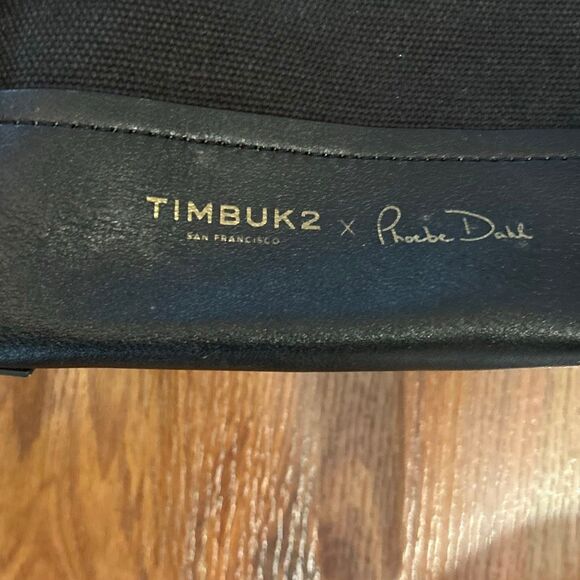 TIMBUK2 x Phoebe Dahl
SAN FRANCISCO